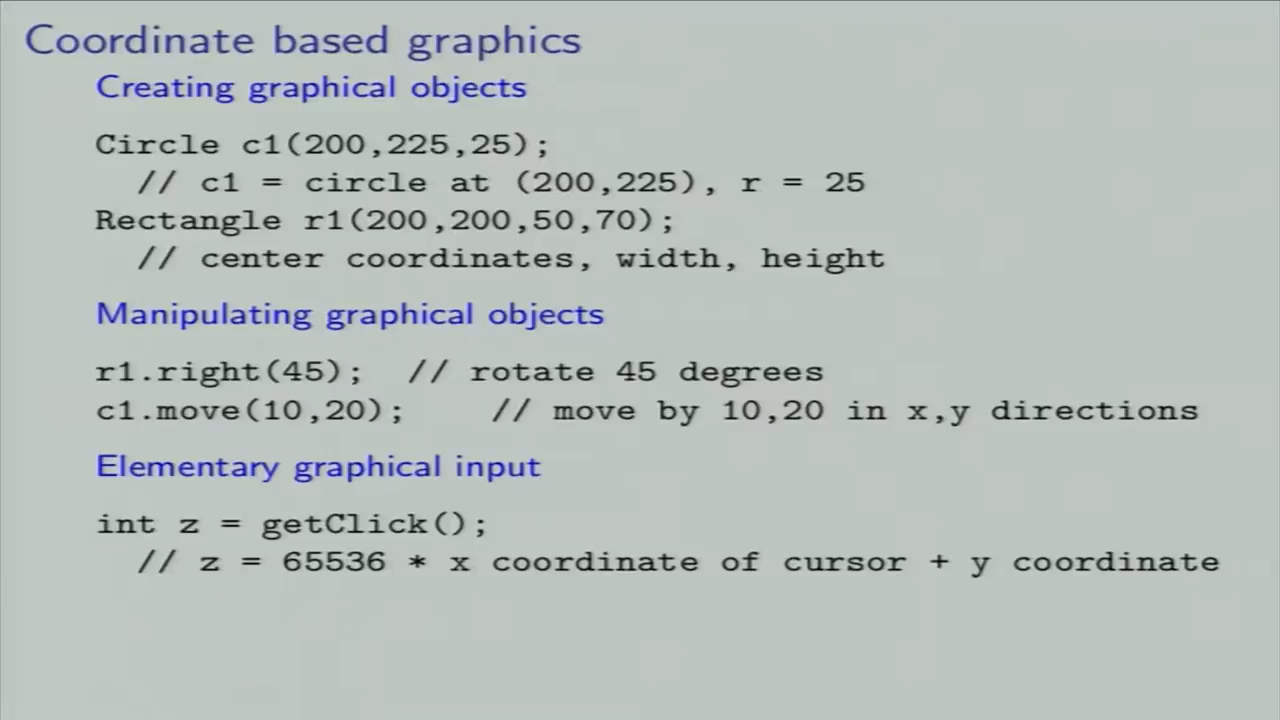 Coordinate based graphics
Creating graphical objects
Circle c1(200,225,25);
// c1 = circle at (200,225), r = 25
Rectangle r1(200,200,50,70);
// center coordinates, width, height
Manipulating graphical objects
r1.right(45); // rotate 45 degrees
c1.move(10,20); // move by 10,20 in x,y directions
Elementary graphical input
int z = getClick();
// z = 65536 * x coordinate of cursor + y coordinate